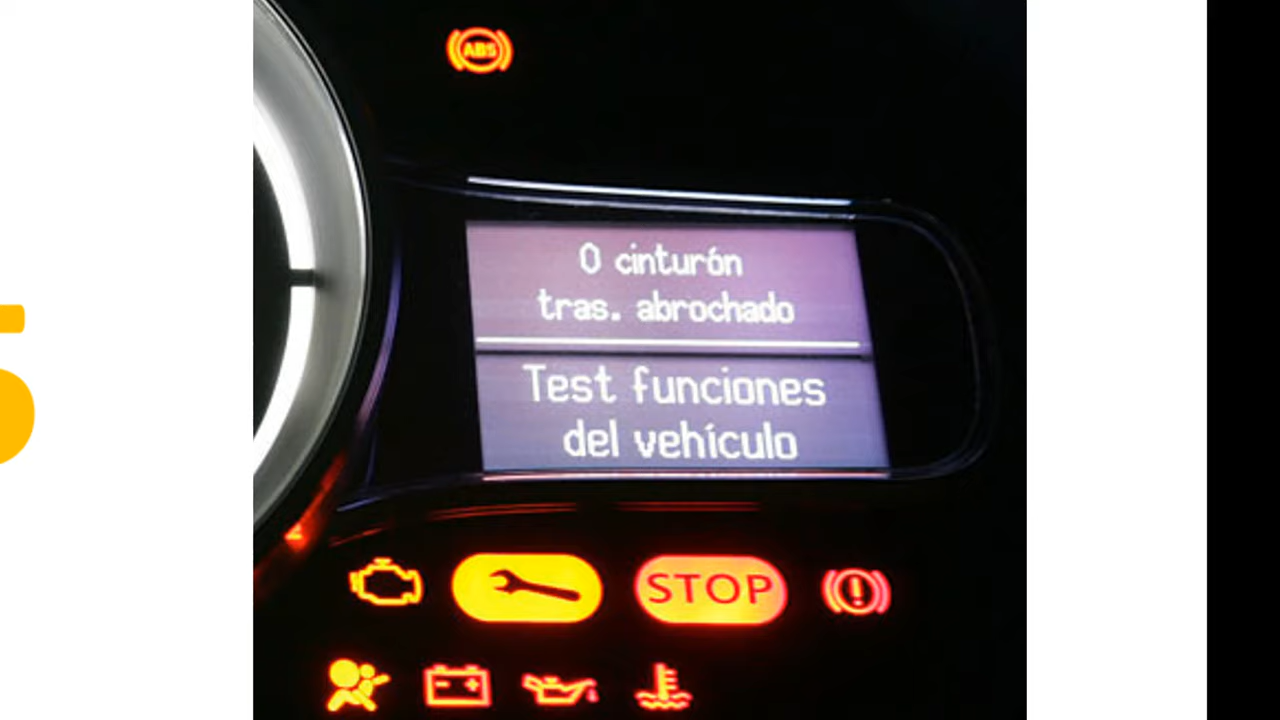 ABS
0 cinturón
tras. abrochado
Test funciones
del vehículo
STOP